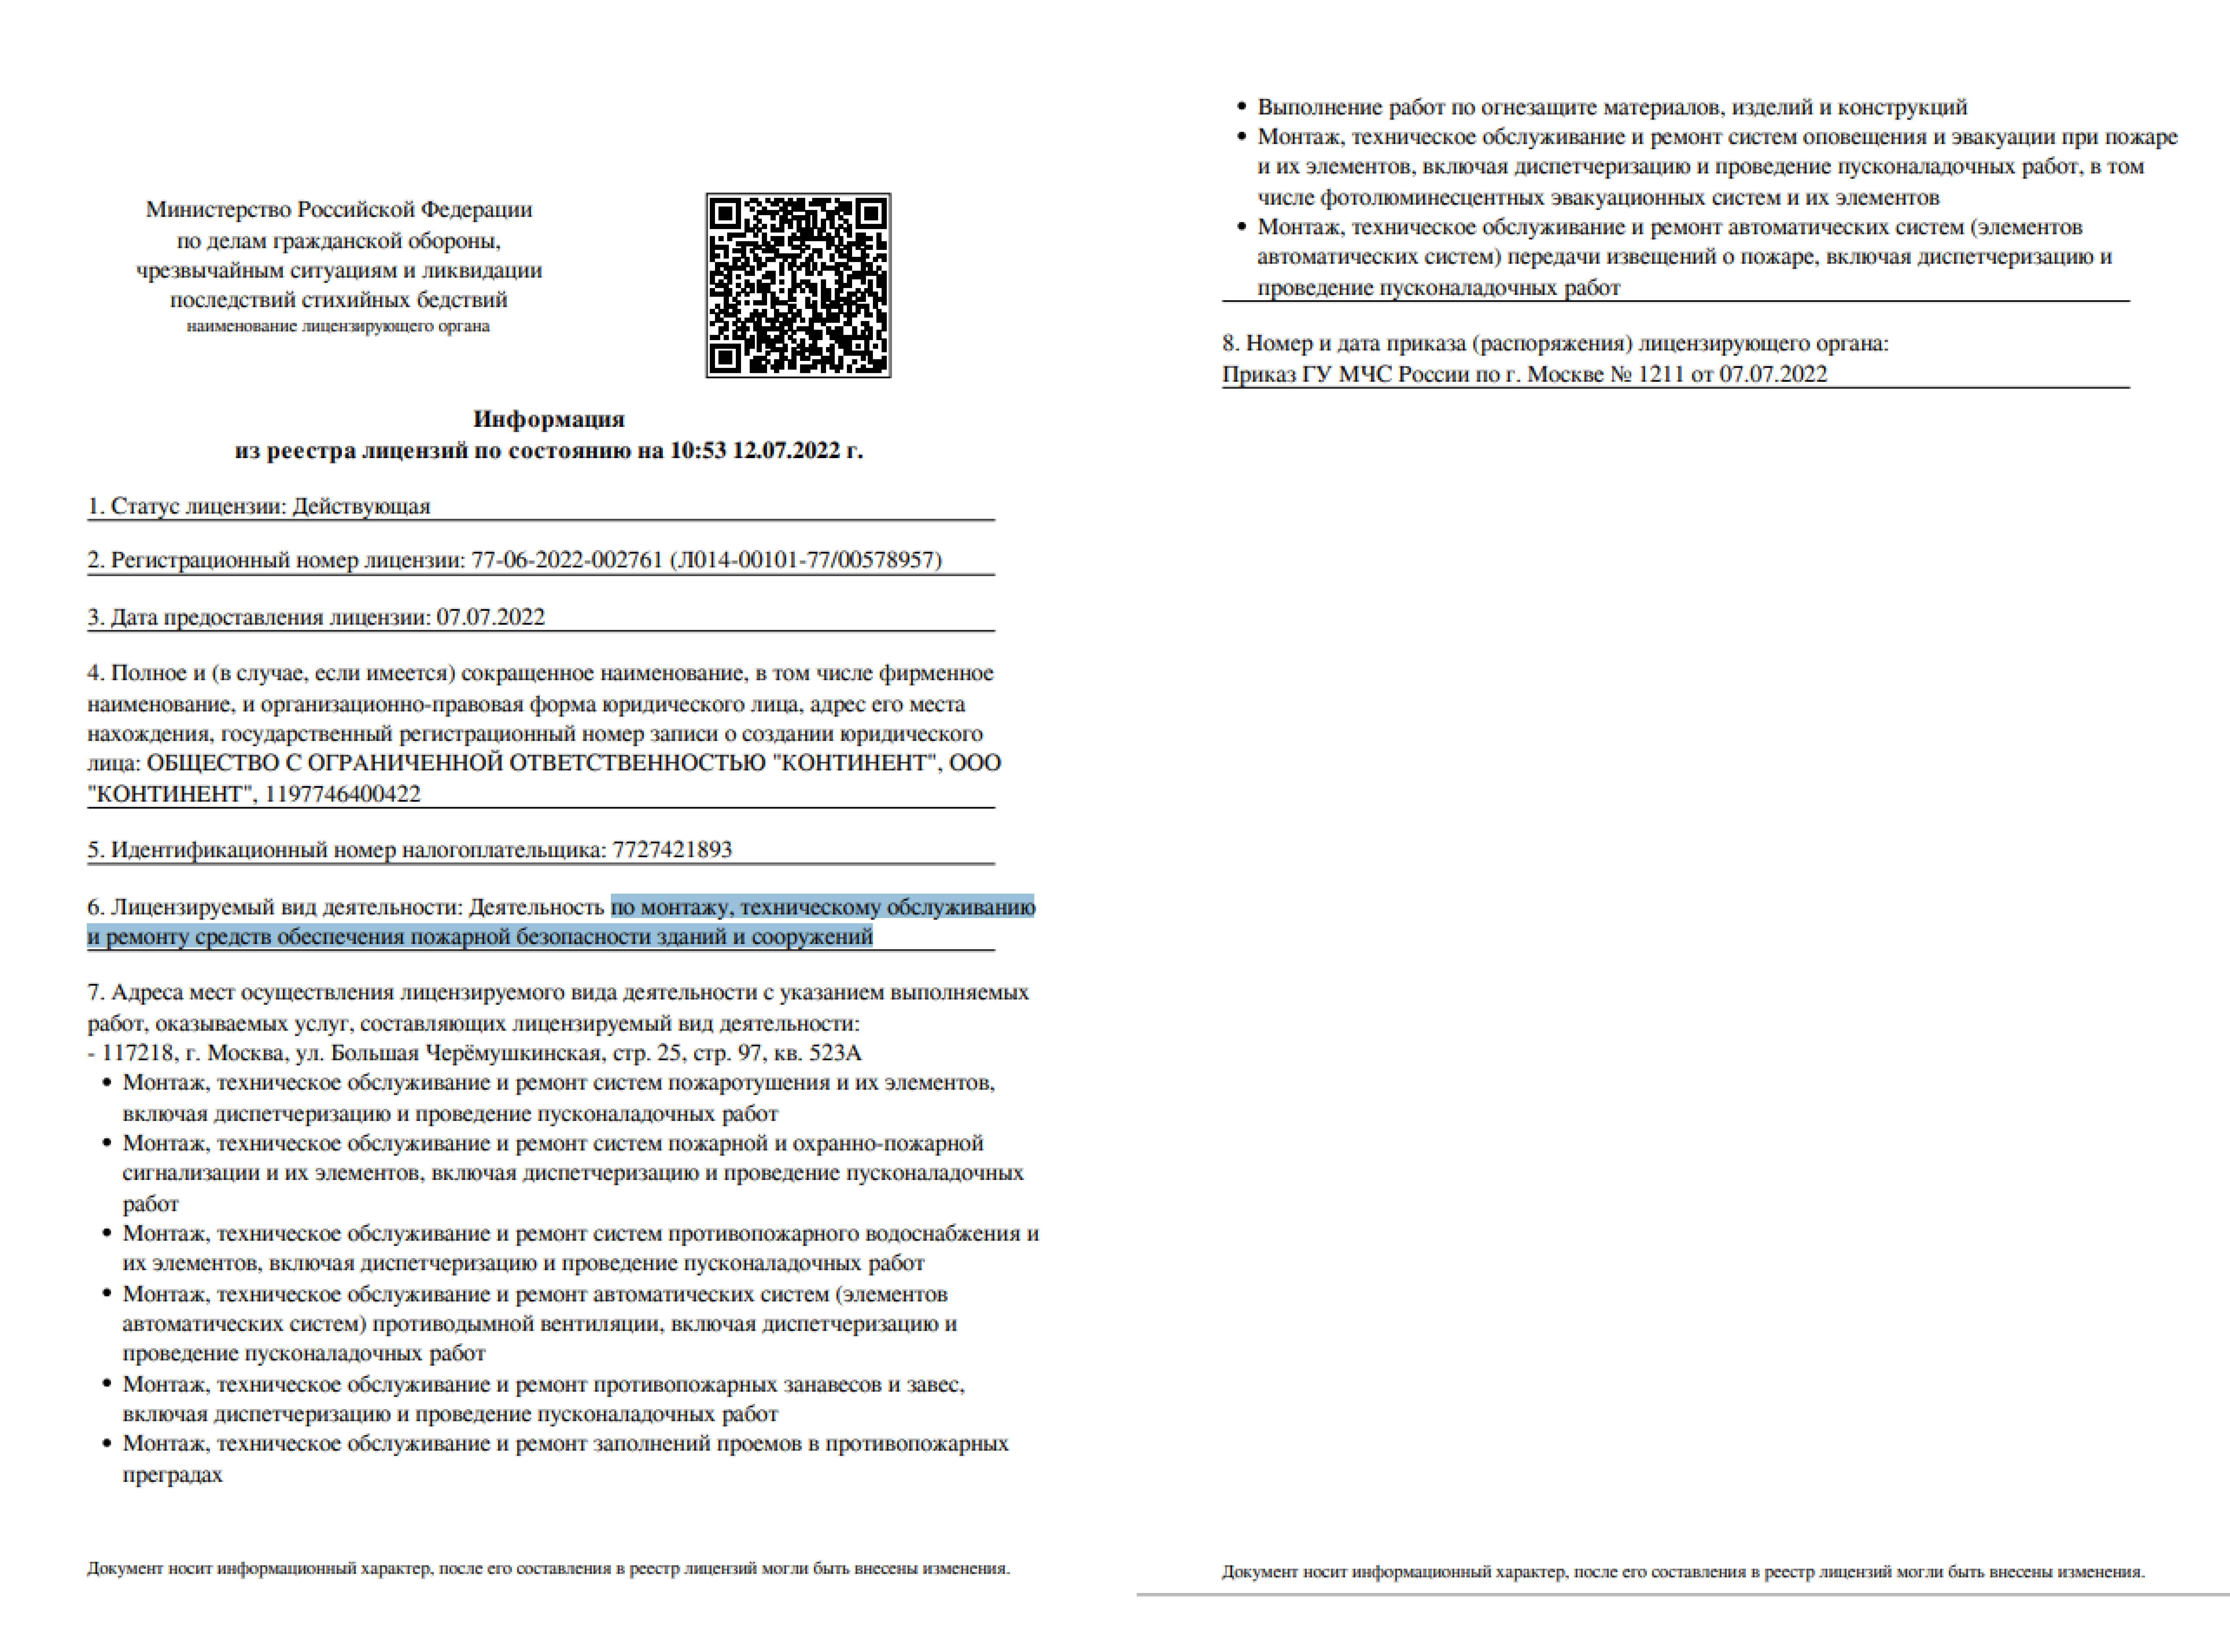 Министерство Российской Федерации
по делам гражданской обороны,
чрезвычайным ситуациям и ликвидации
последствий стихийных бедствий
наименование лицензирующего органа
Информация
из реестра лицензий по состоянию на 10:53 12.07.2022 г.
1. Статус лицензии: Действующая
2. Регистрационный номер лицензии: 77-06-2022-002761 (Л014-00101-77/00578957)
3. Дата предоставления лицензии: 07.07.2022
4. Полное и (в случае, если имеется) сокращенное наименование, в том числе фирменное
наименование, и организационно-правовая форма юридического лица, адрес его места
нахождения, государственный регистрационный номер записи о создании юридического
лица: ОБЩЕСТВО С ОГРАНИЧЕННОЙ ОТВЕТСТВЕННОСТЬЮ "КОНТИНЕНТ", ООО
"КОНТИНЕНТ", 1197746400422
5. Идентификационный номер налогоплательщика: 7727421893
6. Лицензируемый вид деятельности: Деятельность по монтажу, техническому обслуживанию
и ремонту средств обеспечения пожарной безопасности зданий и сооружений
7. Адреса мест осуществления лицензируемого вида деятельности с указанием выполняемых
работ, оказываемых услуг, составляющих лицензируемый вид деятельности:
- 117218, г. Москва, ул. Большая Черёмушкинская, стр. 25, стр. 97, кв. 523А
• Монтаж, техническое обслуживание и ремонт систем пожаротушения и их элементов,
включая диспетчеризацию и проведение пусконаладочных работ
• Монтаж, техническое обслуживание и ремонт систем пожарной и охранно-пожарной
сигнализации и их элементов, включая диспетчеризацию и проведение пусконаладочных
работ
• Монтаж, техническое обслуживание и ремонт систем противопожарного водоснабжения и
их элементов, включая диспетчеризацию и проведение пусконаладочных работ
• Монтаж, техническое обслуживание и ремонт автоматических систем (элементов
автоматических систем) противодымной вентиляции, включая диспетчеризацию и
проведение пусконаладочных работ
• Монтаж, техническое обслуживание и ремонт противопожарных занавесов и завес,
включая диспетчеризацию и проведение пусконаладочных работ
• Монтаж, техническое обслуживание и ремонт заполнений проемов в противопожарных
преградах
Документ носит информационный характер, после его составления в реестр лицензий могли быть внесены изменения.
• Выполнение работ по огнезащите материалов, изделий и конструкций
• Монтаж, техническое обслуживание и ремонт систем оповещения и эвакуации при пожаре
и их элементов, включая диспетчеризацию и проведение пусконаладочных работ, в том
числе фотолюминесцентных эвакуационных систем и их элементов
• Монтаж, техническое обслуживание и ремонт автоматических систем (элементов
автоматических систем) передачи извещений о пожаре, включая диспетчеризацию и
проведение пусконаладочных работ
8. Номер и дата приказа (распоряжения) лицензирующего органа:
Приказ ГУ МЧС России по г. Москве № 1211 от 07.07.2022
Документ носит информационный характер, после его составления в реестр лицензий могли быть внесены изменения.